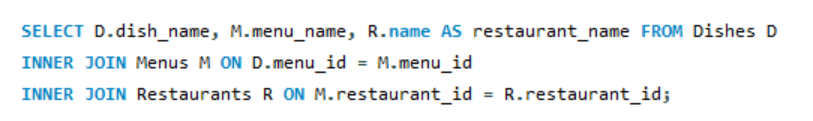 SELECT D.dish_name, M.menu_name, R.name AS restaurant_name FROM Dishes D
INNER JOIN Menus M ON D.menu_id = M.menu_id
INNER JOIN Restaurants R ON M.restaurant_id = R.restaurant_id;